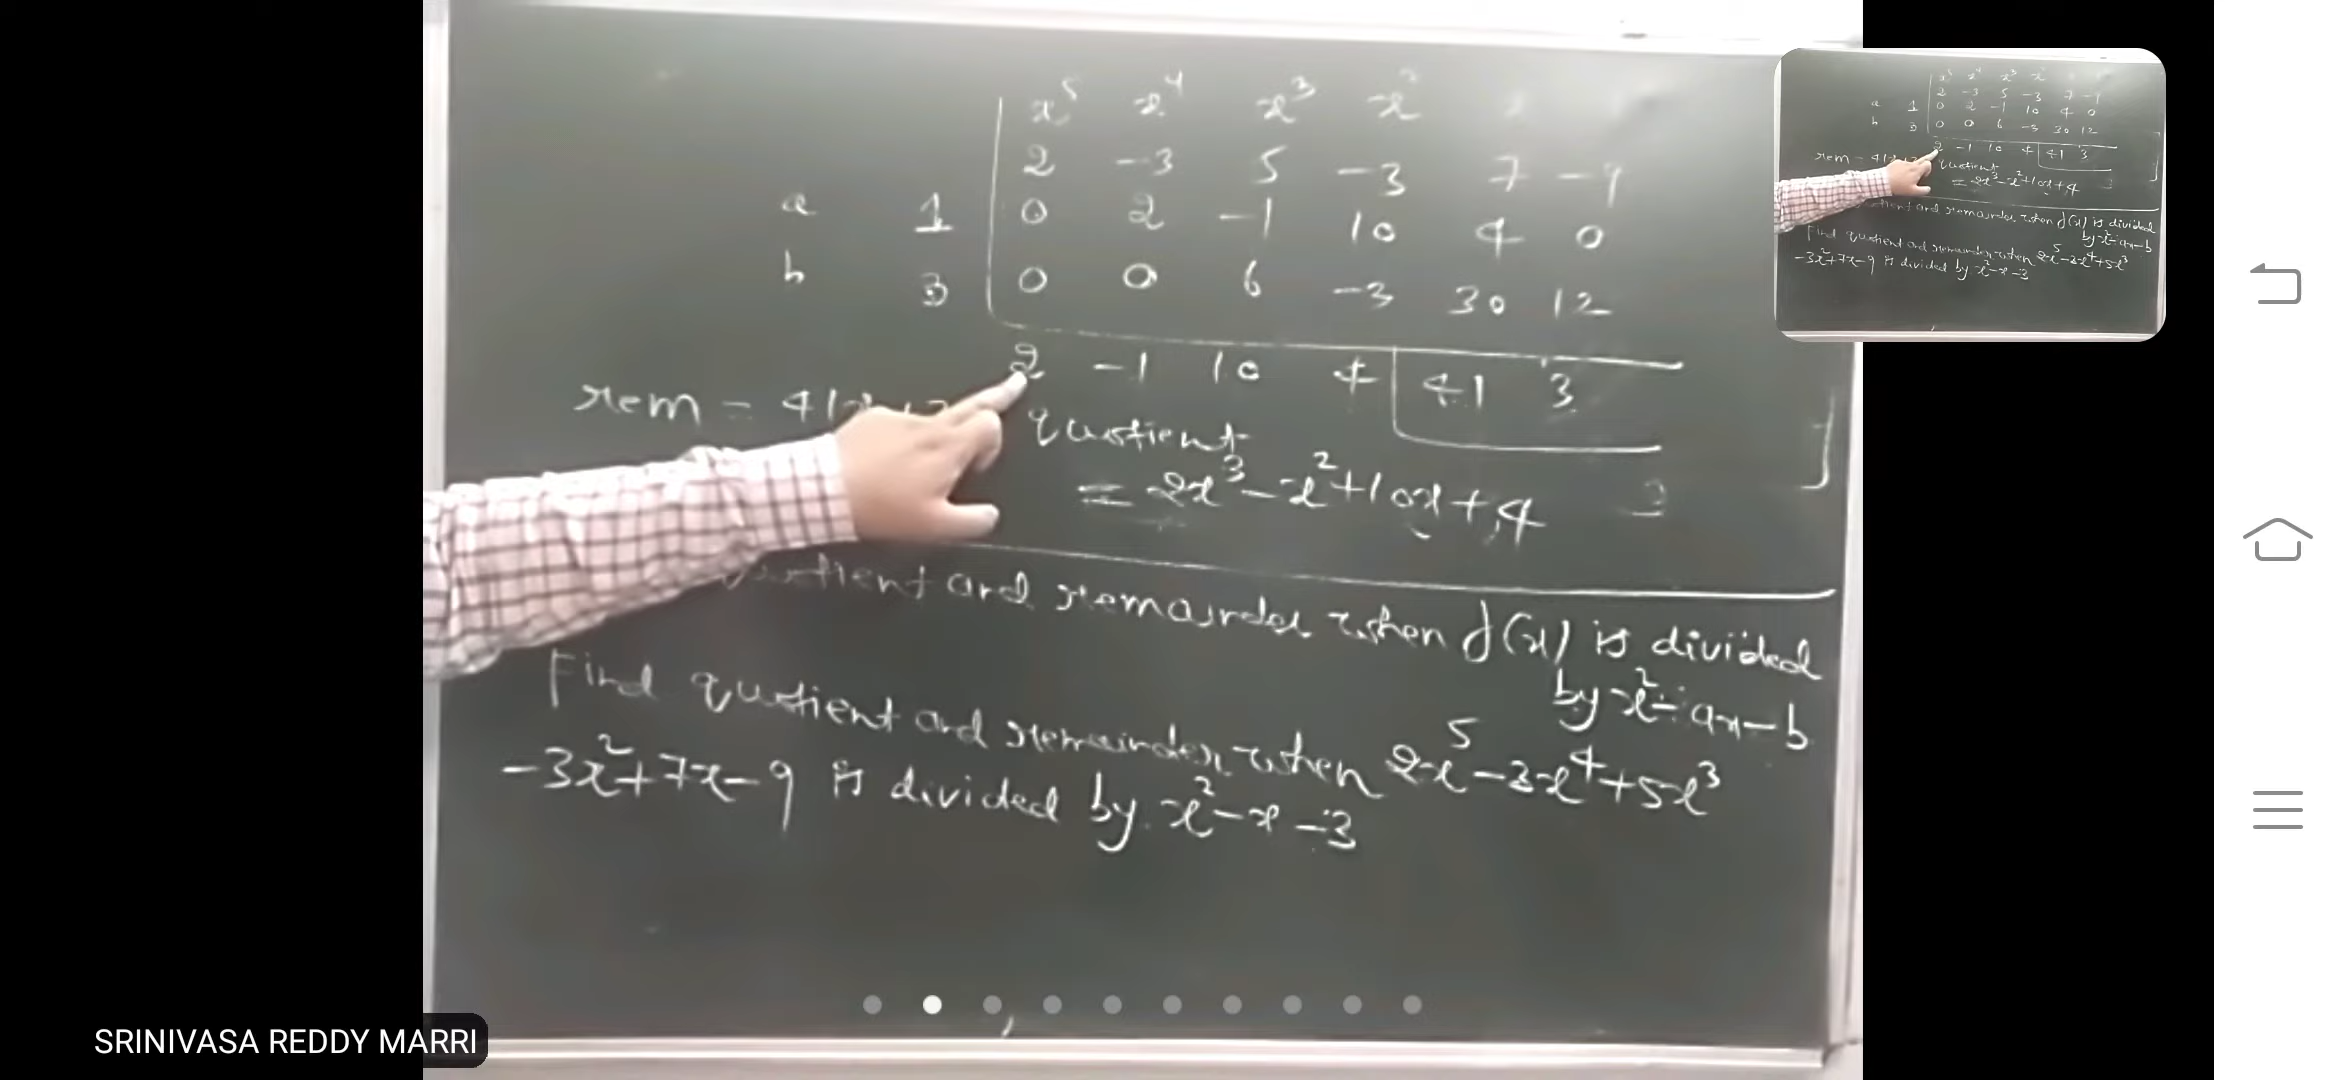 x⁵ x⁴ x³ x²
2 -3 5 -3 7 -9
a 1 0 2 -1 10 4 0
b 3 0 0 6 -3 30 12
2 -1 10 4 41 3
rem = 41x
quotient
= 2x³-x²+10x+4
and remainder when f(x) is divided
by x²-ax-b
Find quotient and remainder when 2x⁵-3x⁴+5x³
-3x²+7x-9 is divided by x²-x-3
SRINIVASA REDDY MARRI